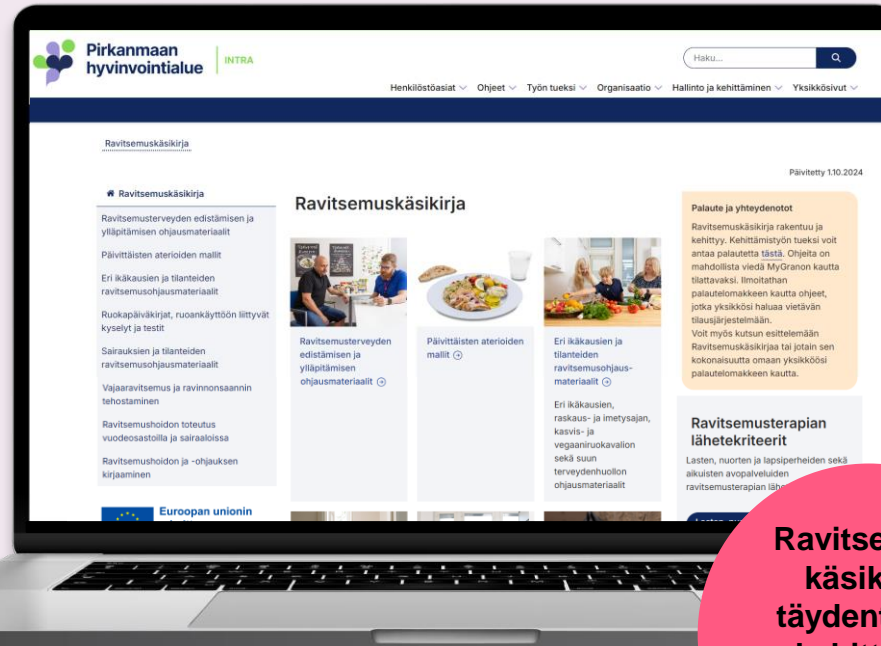 Pirkanmaan
hyvinvointialue
INTRA
Haku...
Henkilöstöasiat
Ohjeet
Työn tueksi
Organisaatio
Hallinto ja kehittäminen
Yksikkösivut
Ravitsemuskäsikirja
Päivitetty 1.10.2024
Ravitsemuskäsikirja
Ravitsemusterveyden edistämisen ja
ylläpitämisen ohjausmateriaalit
Päivittäisten aterioiden mallit
Eri ikäkausien ja tilanteiden
ravitsemusohjausmateriaalit
Ruokapäiväkirjat, ruoankäyttöön liittyvät
kyselyt ja testit
Sairauksien ja tilanteiden
ravitsemusohjausmateriaalit
Vajaaravitsemus ja ravinnonsaannin
tehostaminen
Ravitsemushoidon toteutus
vuodeosastoilla ja sairaaloissa
Ravitsemushoidon ja -ohjauksen
kirjaaminen
Euroopan unionin
Ravitsemuskäsikirja
Ravitsemusterveyden
edistämisen ja
ylläpitämisen
ohjausmateriaalit
Päivittäisten aterioiden
mallit
Eri ikäkausien ja
tilanteiden
ravitsemusohjaus-
materiaalit
Eri ikäkausien,
raskaus- ja imetysajan,
kasvis- ja
vegaaniruokavalion
sekä suun
terveydenhuollon
ohjausmateriaalit
Palaute ja yhteydenotot
Ravitsemuskäsikirja rakentuu ja
kehittyy. Kehittämistyön tueksi voit
antaa palautetta tästä. Ohjeita on
mahdollista viedä MyGranon kautta
tilattavaksi. Ilmoitathan
palautelomakkeen kautta ohjeet,
jotka yksikkösi haluaa vietävän
tilausjärjestelmään.
Voit myös kutsun esittelemään
Ravitsemuskäsikirjaa tai jotain sen
kokonaisuutta omaan yksikköösi
palautelomakkeen kautta.
Ravitsemusterapian
lähetekriteerit
Lasten, nuorten ja lapsiperheiden sekä
aikuisten avopalveluiden
ravitsemusterapian
Ravitse
käsik
täydent